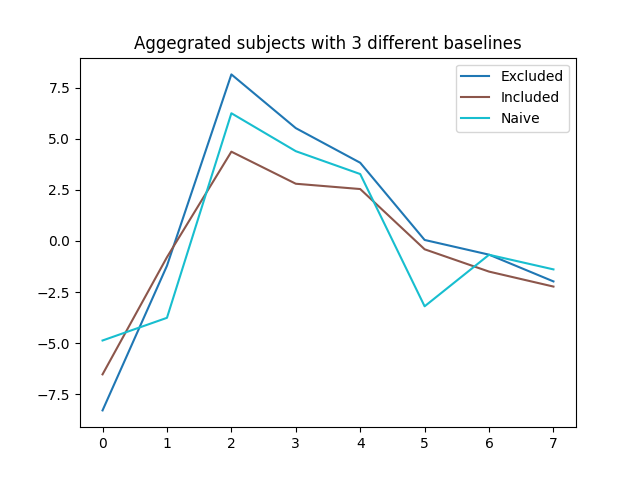 Aggegrated subjects with 3 different baselines
Excluded
Included
Naive
7.5
5.0
2.5
0.0
−2.5
−5.0
−7.5
0 1 2 3 4 5 6 7